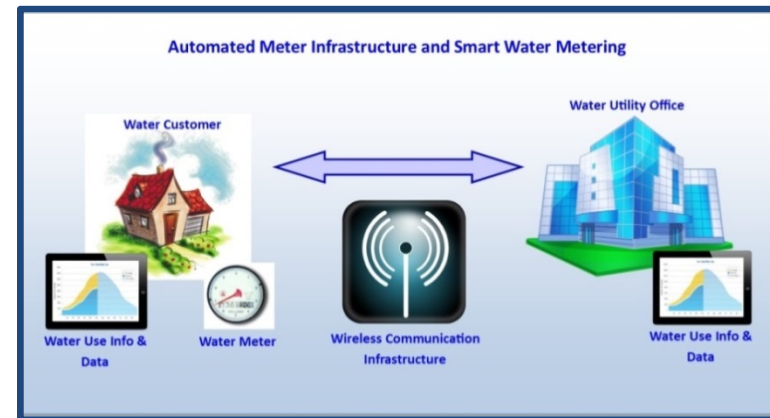 Automated Meter Infrastructure and Smart Water Metering
Water Utility Office
Water Customer
Water Use Info &
Data
Water Meter
Wireless Communication
Infrastructure
Water Use Info &
Data